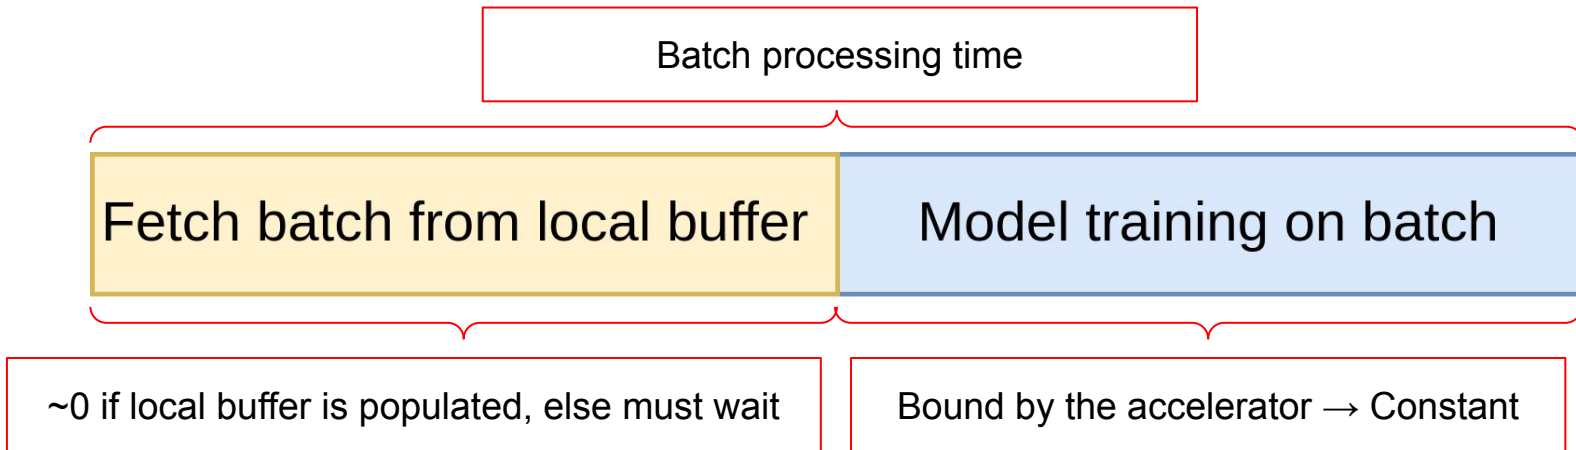 Batch processing time
Fetch batch from local buffer
Model training on batch
~0 if local buffer is populated, else must wait
Bound by the accelerator → Constant